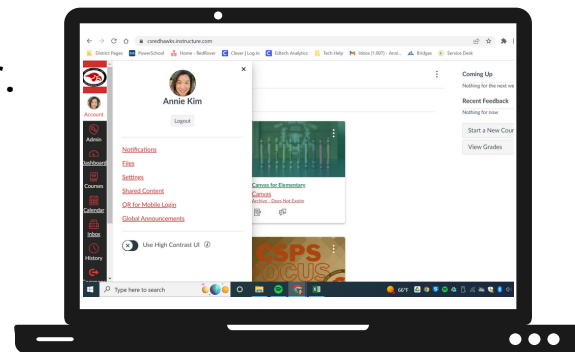 csredhawks.instructure.com
District Pages PowerSchool Home - RedRover Clever | Log in Edtech Analytics Tech Help Inbox (1,007) - Anni... Bridges Service Desk
Account
Admin
Dashboard
Courses
Calendar
Inbox
History
Annie Kim
Logout
Notifications
Files
Settings
Shared Content
QR for Mobile Login
Global Announcements
Use High Contrast UI
Canvas for Elementary
Canvas
Archive - Does Not Expire
CSPS
FOCUS
Coming Up
Nothing for the next we
Recent Feedback
Nothing for now
Start a New Cour
View Grades
Type here to search
66°F